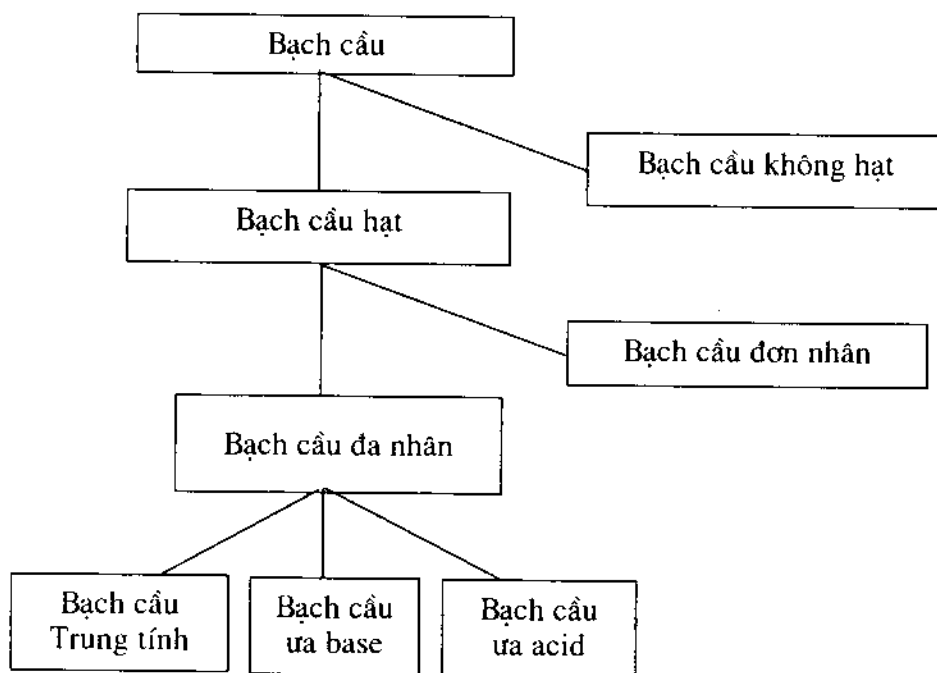 Bạch cầu
Bạch cầu không hạt
Bạch cầu hạt
Bạch cầu đơn nhân
Bạch cầu đa nhân
Bạch cầu
Trung tính
Bạch cầu
ưa base
Bạch cầu
ưa acid